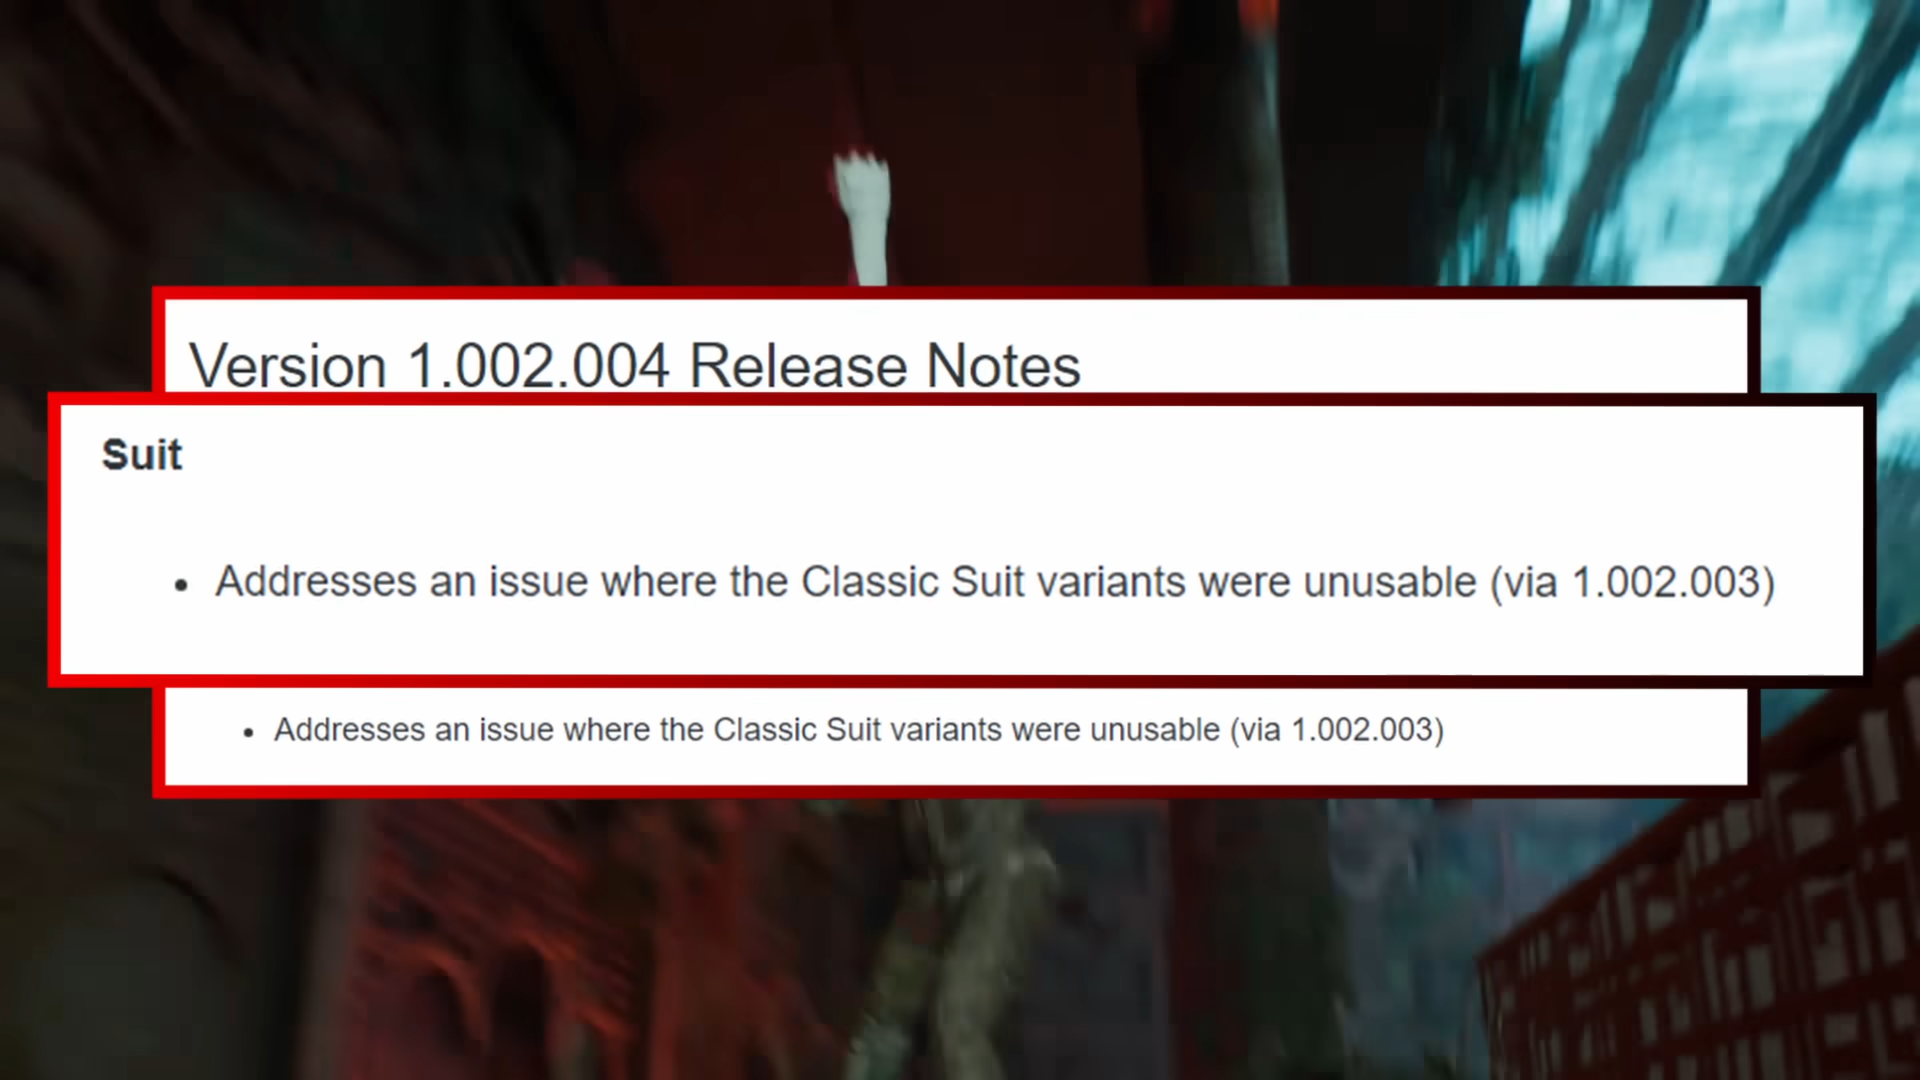 Version 1.002.004 Release Notes
Suit
• Addresses an issue where the Classic Suit variants were unusable (via 1.002.003)
• Addresses an issue where the Classic Suit variants were unusable (via 1.002.003)